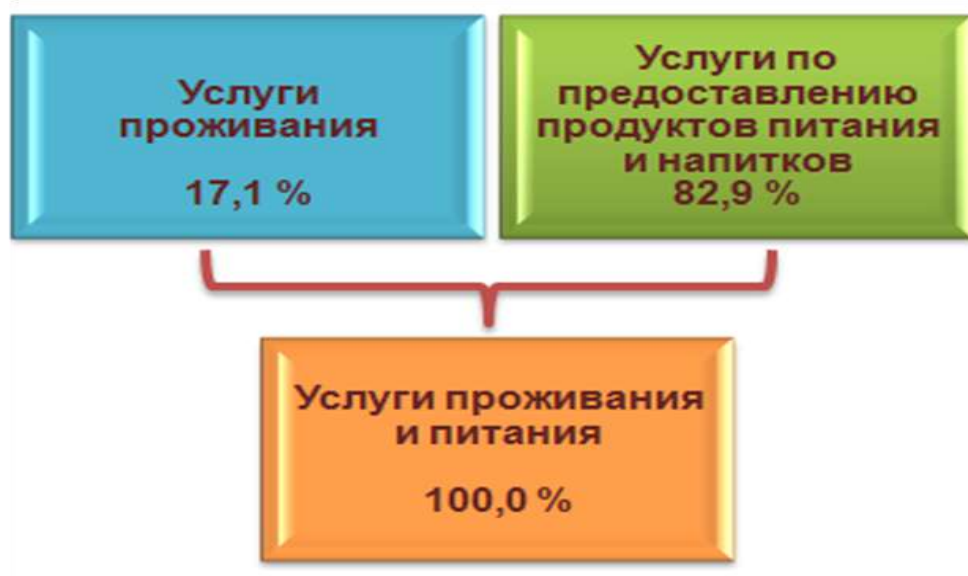 Услуги
проживания
17,1 %
Услуги по
предоставлению
продуктов питания
и напитков
82,9 %
Услуги проживания
и питания
100,0 %